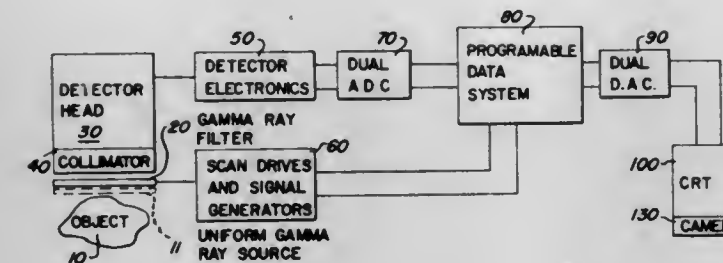 50
70
80
90
DETECTOR
HEAD
30
40
COLLIMATOR
DETECTOR
ELECTRONICS
DUAL
ADC
PROGRAMABLE
DATA
SYSTEM
DUAL
D.A.C.
20 GAMMA RAY
FILTER
60
SCAN DRIVES
AND SIGNAL
GENERATORS
100
CRT
130
OBJECT
10
11
UNIFORM GAMMA
RAY SOURCE